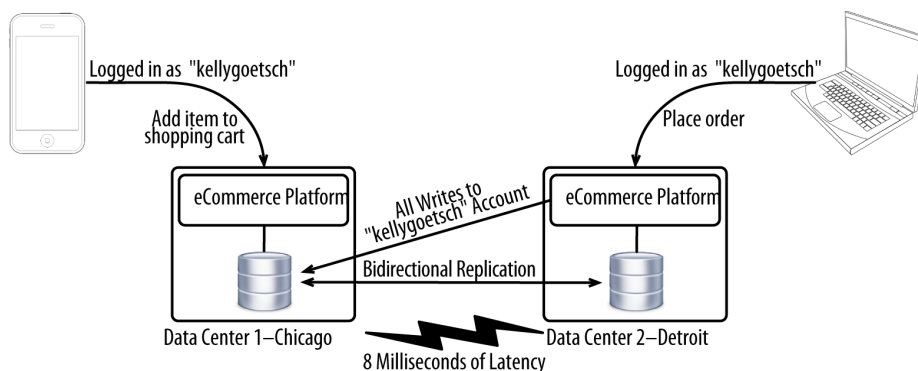 Logged in as "kellygoetsch"
Logged in as "kellygoetsch"
Add item to
shopping cart
Place order
eCommerce Platform
All Writes to
"kellygoetsch" Account
eCommerce Platform
Bidirectional Replication
Data Center 1–Chicago
Data Center 2–Detroit
8 Milliseconds of Latency